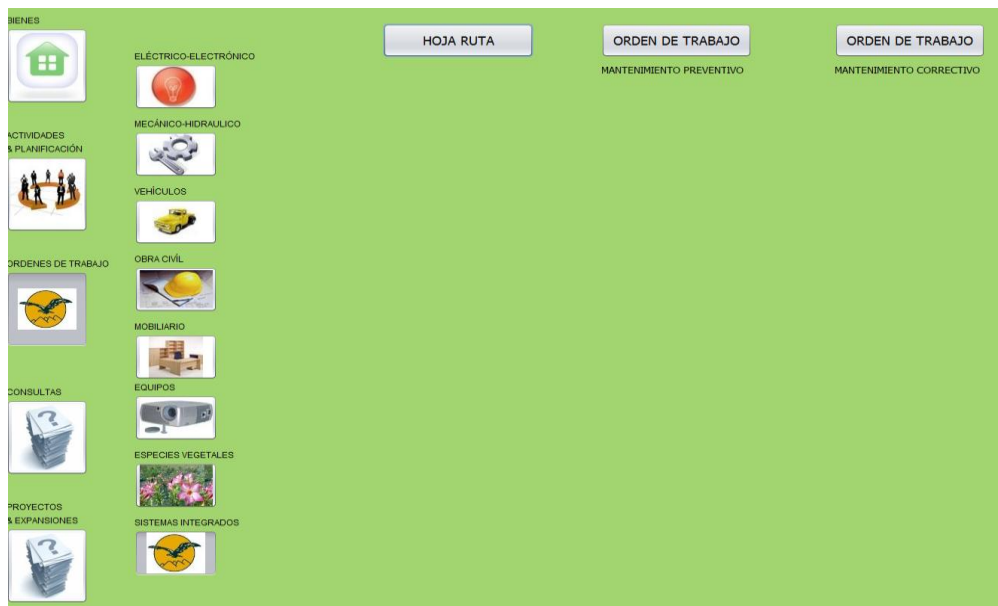 BIENES
ACTIVIDADES
& PLANIFICACIÓN
ORDENES DE TRABAJO
CONSULTAS
PROYECTOS
& EXPANSIONES
ELÉCTRICO-ELECTRÓNICO
MECÁNICO-HIDRAULICO
VEHÍCULOS
OBRA CIVÍL
MOBILIARIO
EQUIPOS
ESPECIES VEGETALES
SISTEMAS INTEGRADOS
HOJA RUTA
ORDEN DE TRABAJO
MANTENIMIENTO PREVENTIVO
ORDEN DE TRABAJO
MANTENIMIENTO CORRECTIVO